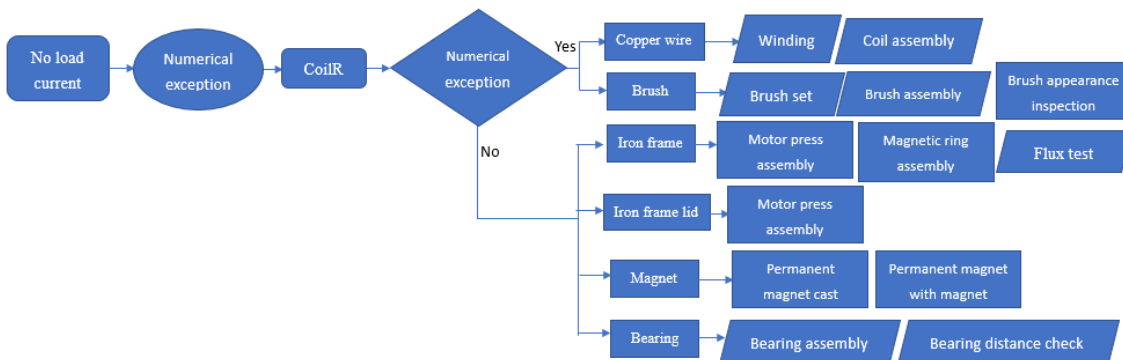 No load
current
Numerical
exception
CoilR
Numerical
exception
Yes
No
Copper wire
Winding
Coil assembly
Brush
Brush set
Brush assembly
Brush appearance
inspection
Iron frame
Motor press
assembly
Magnetic ring
assembly
Flux test
Iron frame lid
Motor press
assembly
Magnet
Permanent
magnet cast
Permanent magnet
with magnet
Bearing
Bearing assembly
Bearing distance check